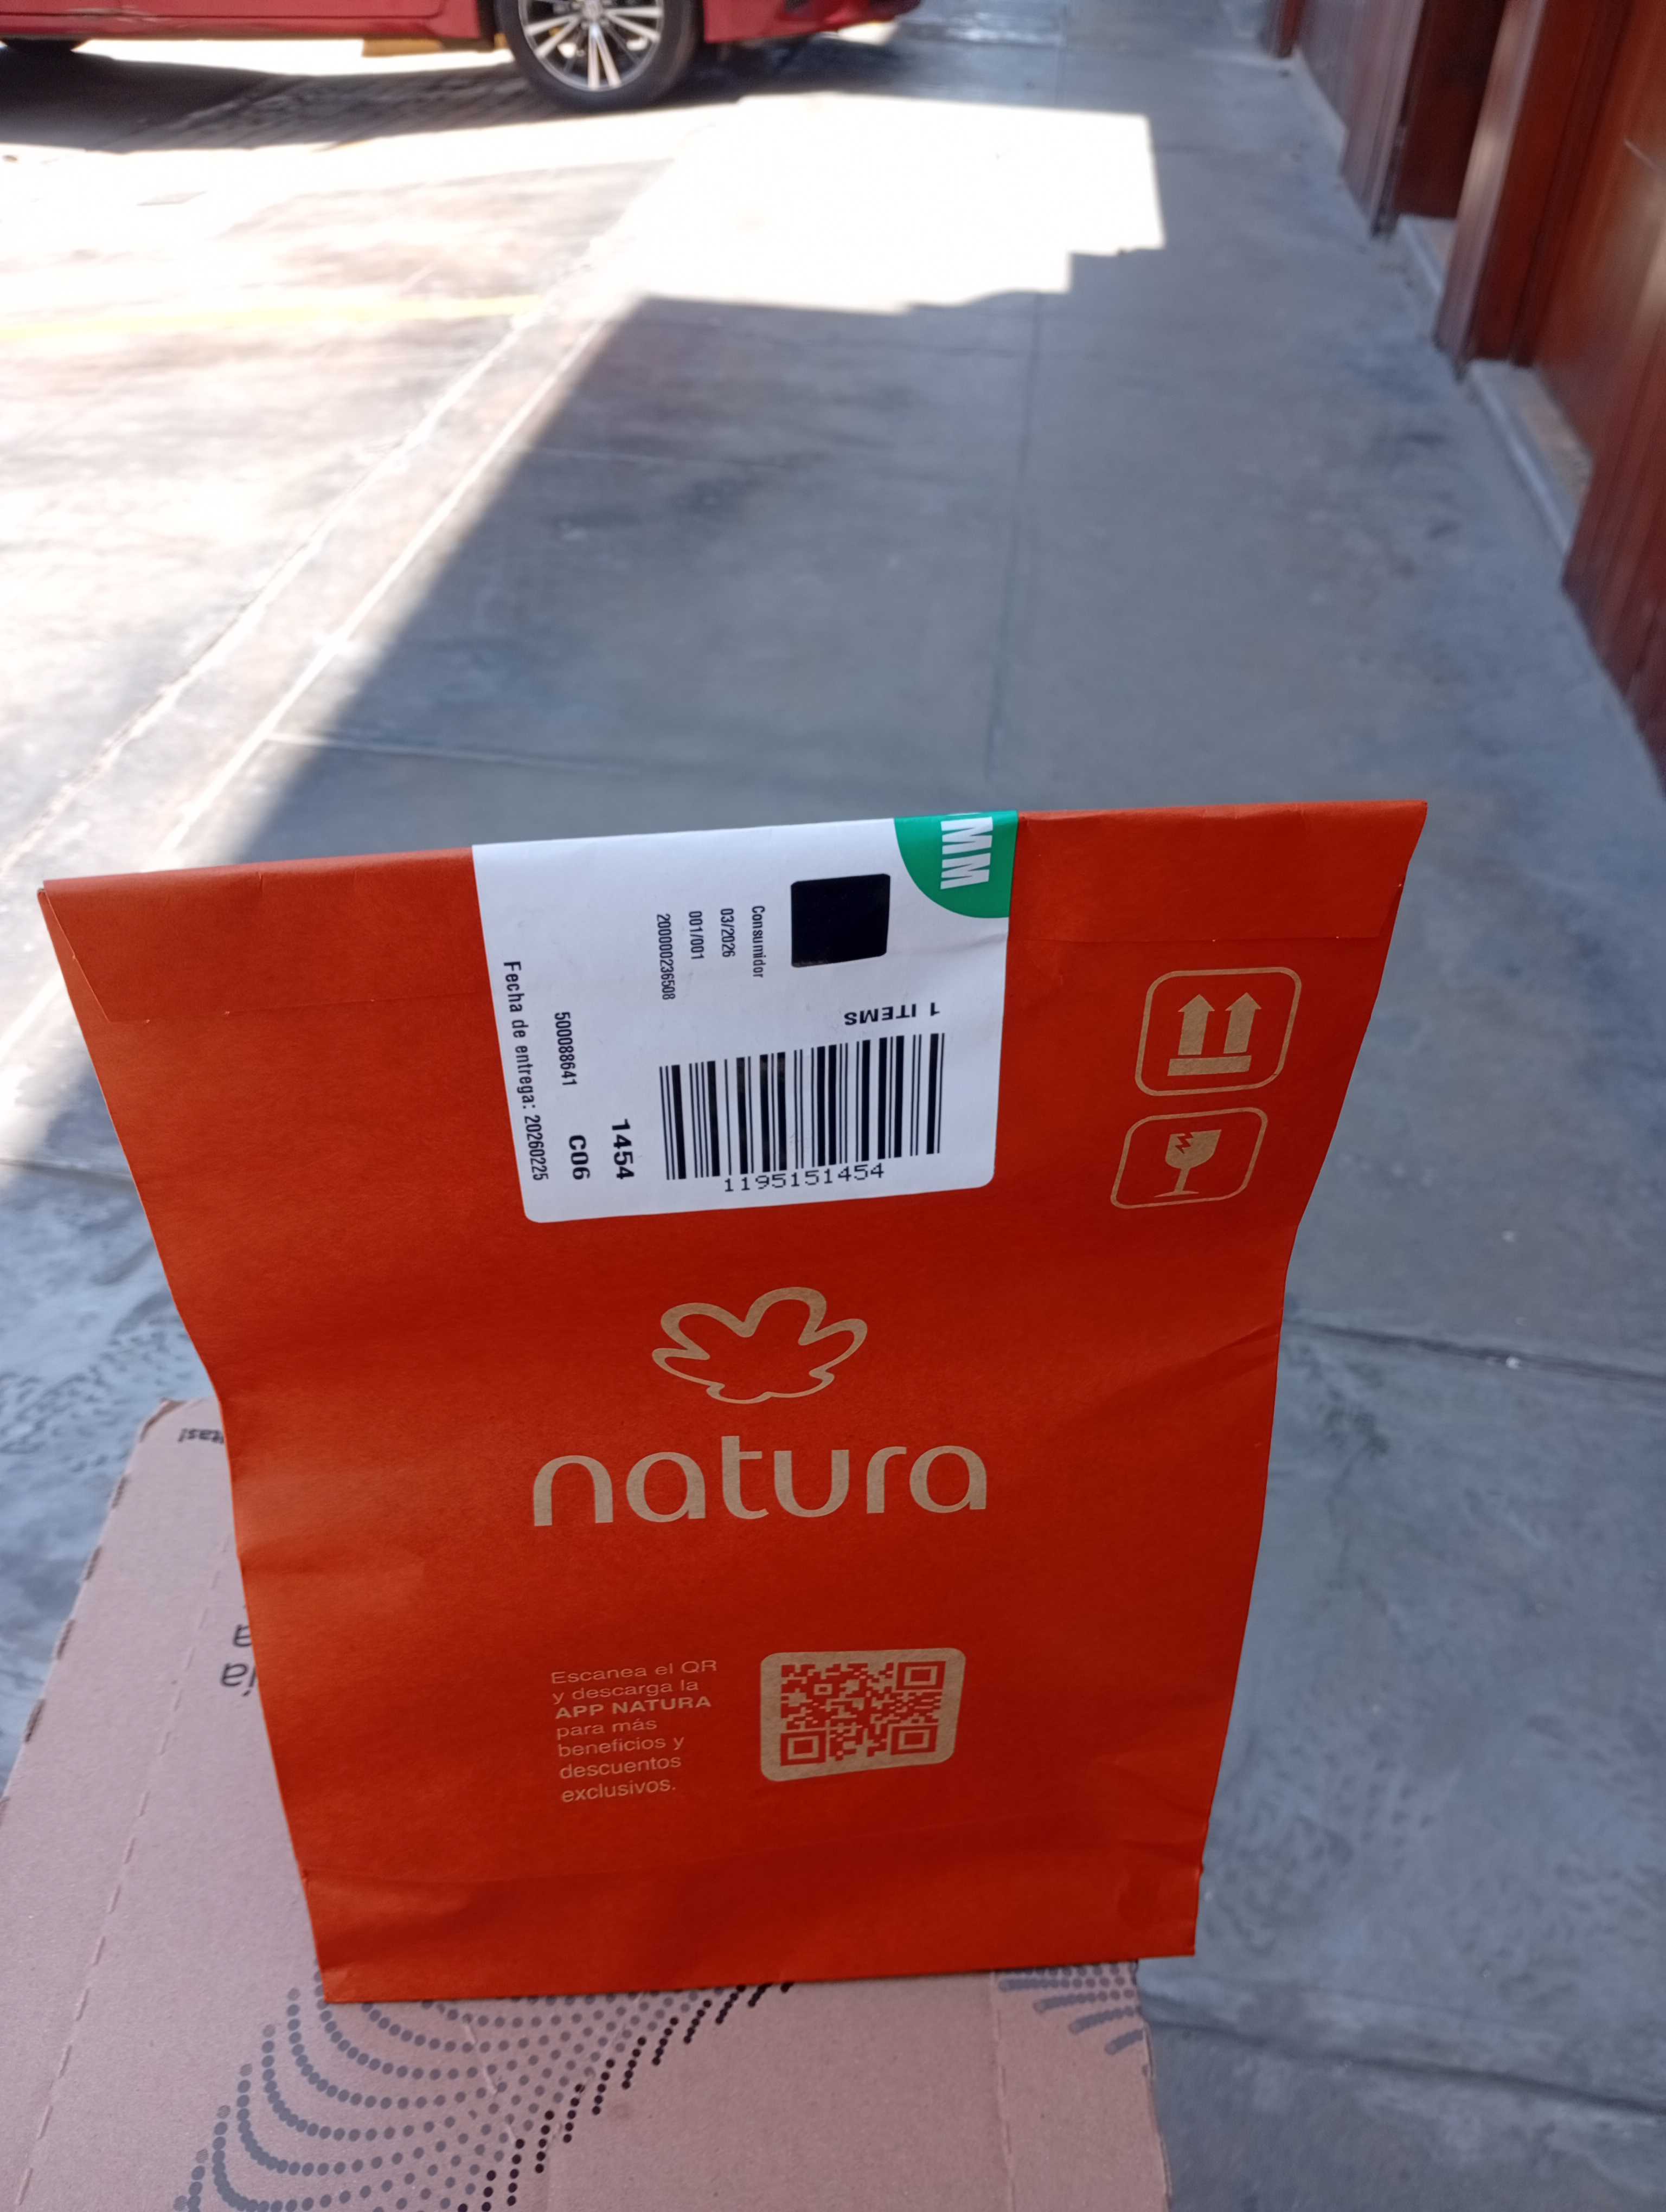 MM
Consumidor
03/2026
001/001
200000236508
1 ITEMS
500088641
Fecha de entrega: 20260225
C06
1454
1195151454
natura
Escanea el QR
y descarga la
APP NATURA
para más
beneficios y
descuentos
exclusivos.